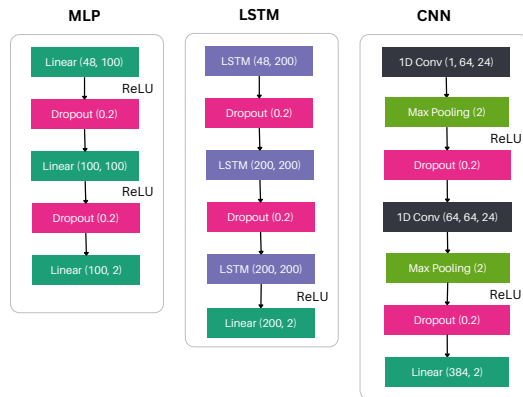 MLP
Linear (48, 100)
ReLU
Dropout (0.2)
Linear (100, 100)
ReLU
Dropout (0.2)
Linear (100, 2)
LSTM
LSTM (48, 200)
Dropout (0.2)
LSTM (200, 200)
Dropout (0.2)
LSTM (200, 200)
ReLU
Linear (200, 2)
CNN
1D Conv (1, 64, 24)
Max Pooling (2)
ReLU
Dropout (0.2)
1D Conv (64, 64, 24)
Max Pooling (2)
ReLU
Dropout (0.2)
Linear (384, 2)